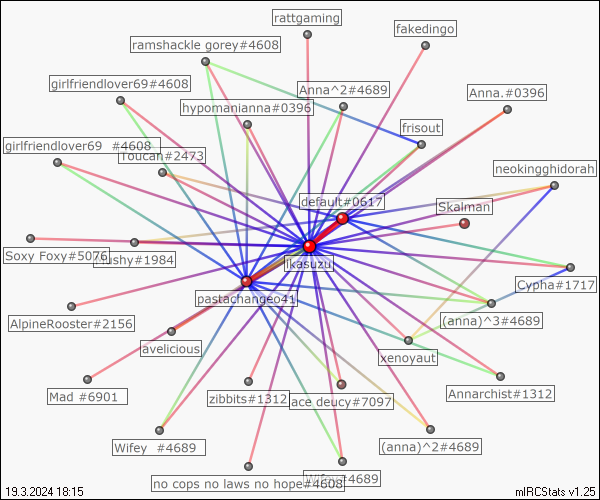 rattgaming
fakedingo
ramshackle gorey#4608
girlfriendlover69#4608
Anna^2#4689
Anna.#0396
hypomanianna#0396
frisout
girlfriendlover69 #4608
Toucan#2473
neokingghidorah
default#0617
Skalman
Soxy Foxy#5076
#1984
likasuzu
Cypha#1717
pastachangeo41
AlpineRooster#2156
(anna)^3#4689
avelicious
xenoyaut
Mad #6901
zibbits#1312
ace deucy#7097
Annarchist#1312
Wifey #4689
(anna)^2#4689
no cops no laws no hope#4608
Wifey#4689
19.3.2024 18:15
mIRCStats v1.25